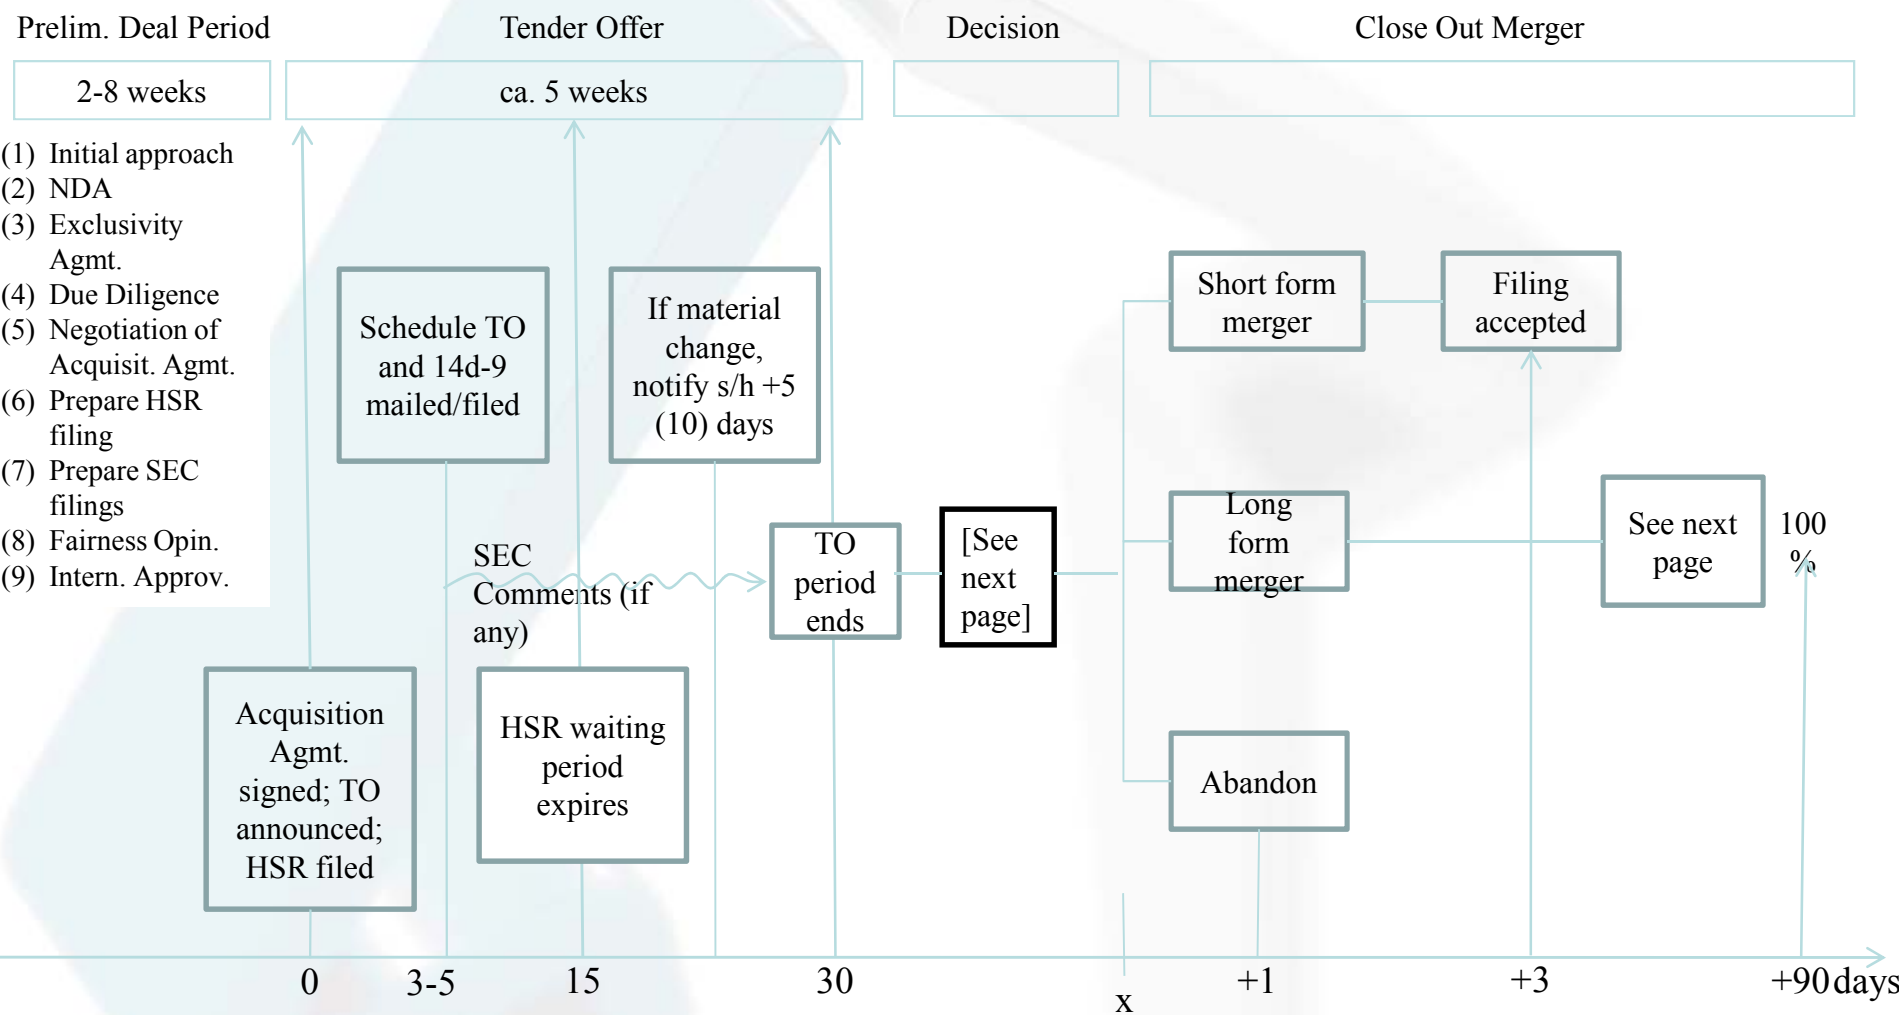 Prelim. Deal Period
Tender Offer
Decision
Close Out Merger
2-8 weeks
ca. 5 weeks
(1) Initial approach
(2) NDA
(3) Exclusivity
Agmt.
(4) Due Diligence
(5) Negotiation of
Acquisit. Agmt.
(6) Prepare HSR
filing
(7) Prepare SEC
filings
(8) Fairness Opin.
(9) Intern. Approv.
Acquisition
Agmt.
signed; TO
announced;
HSR filed
Schedule TO
and 14d-9
mailed/filed
SEC
Comments (if
any)
HSR waiting
period
expires
If material
change,
notify s/h +5
(10) days
TO
period
ends
[See
next
page]
Short form
merger
Filing
accepted
Long
form
merger
See next
page
100
%
Abandon
0
3-5
15
30
x
+1
+3
+90 days